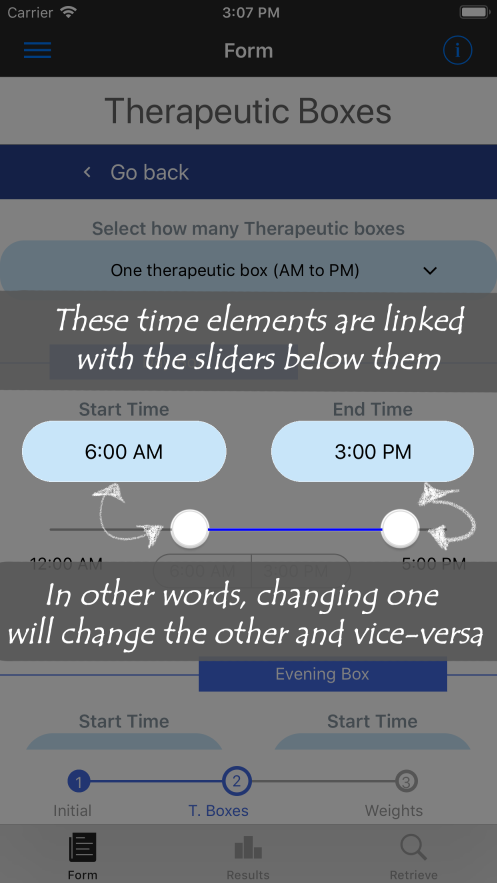 Carrier 3:07 PM
Form
i
Therapeutic Boxes
Go back
Select how many Therapeutic boxes
One therapeutic box (AM to PM)
These time elements are linked
with the sliders below them
Start Time End Time
6:00 AM 3:00 PM
12:00 AM 5:00 PM
In other words, changing one
will change the other and vice-versa
Evening Box
Start Time Start Time
1 2 3
Initial T. Boxes Weights
Form Results Retrieve